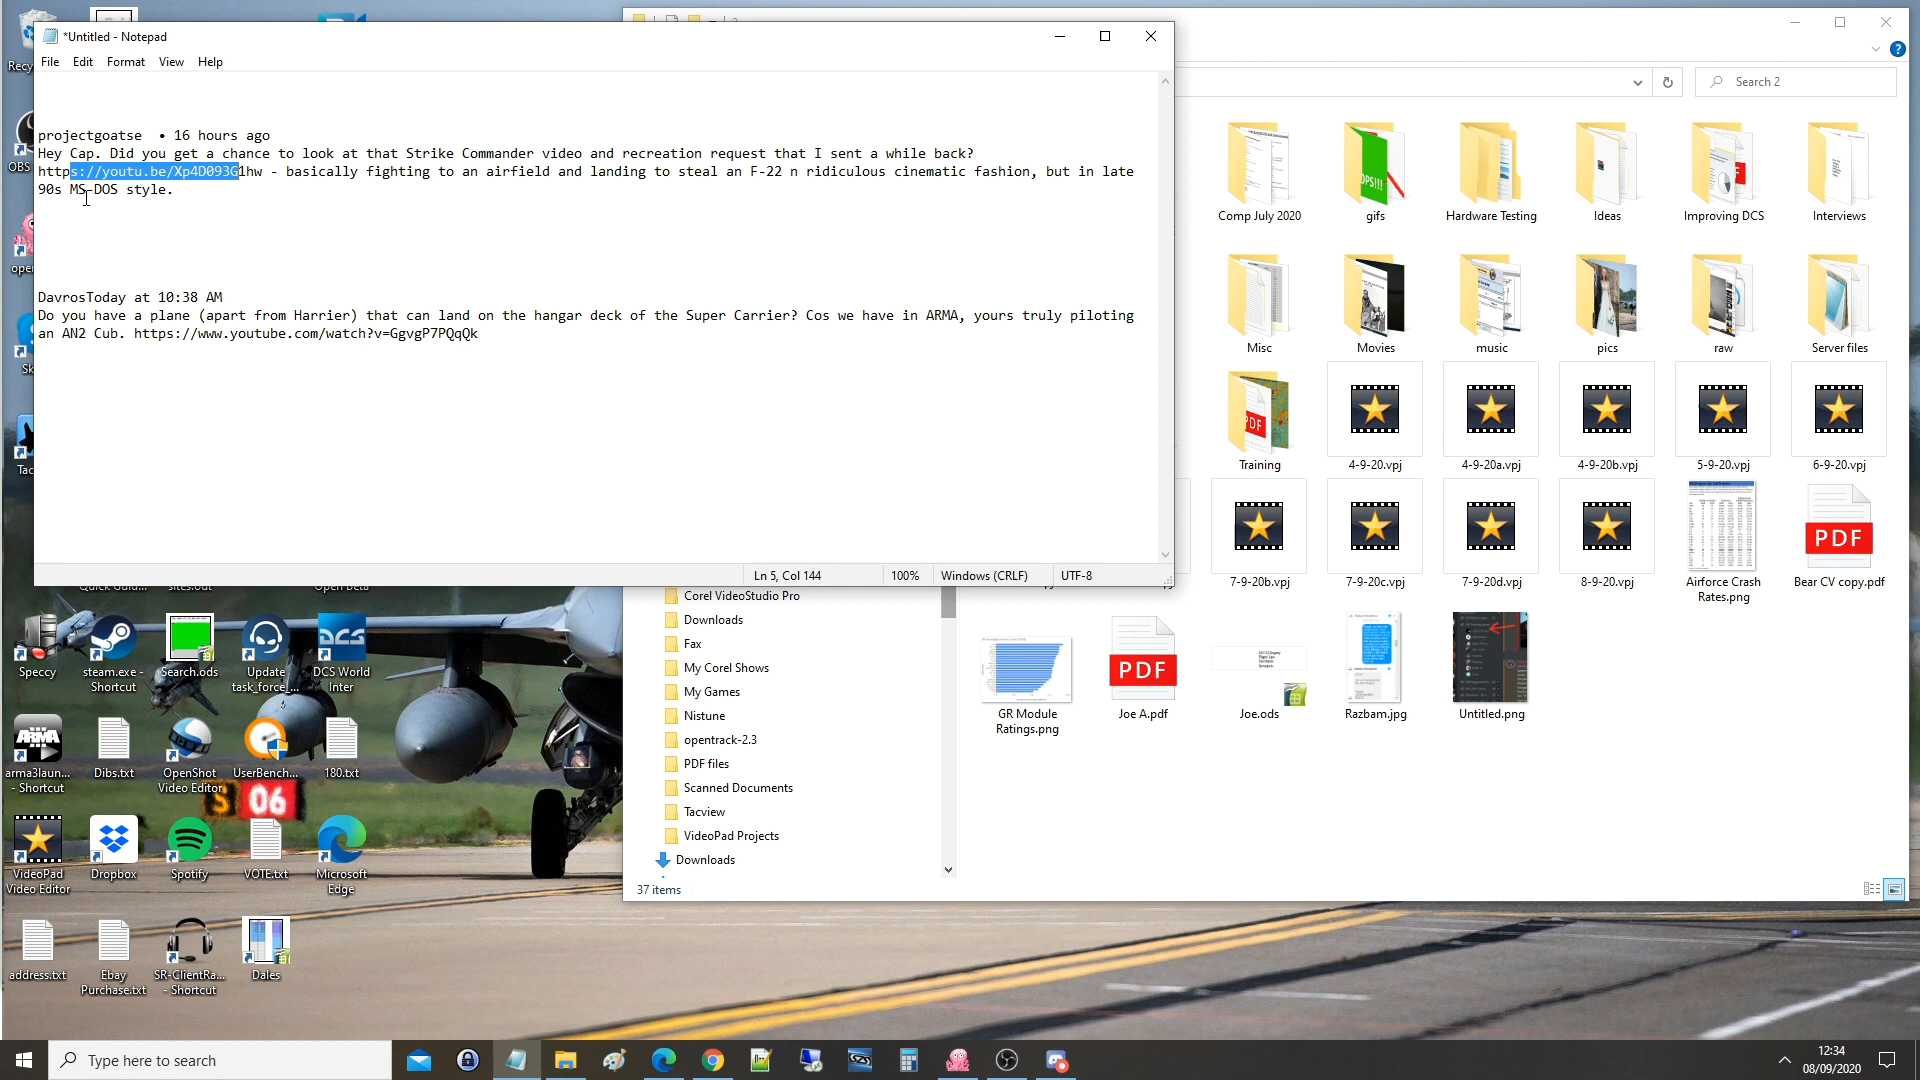 *Untitled - Notepad
File Edit Format View Help
projectgoatse • 16 hours ago
Hey Cap. Did you get a chance to look at that Strike Commander video and recreation request that I sent a while back?
https://youtu.be/Xp4D093G1hw - basically fighting to an airfield and landing to steal an F-22 n ridiculous cinematic fashion, but in late
90s MS-DOS style.
DavrosToday at 10:38 AM
Do you have a plane (apart from Harrier) that can land on the hangar deck of the Super Carrier? Cos we have in ARMA, yours truly piloting
an AN2 Cub. https://www.youtube.com/watch?v=GgvgP7PQqQk
Ln 5, Col 144
100%
Windows (CRLF)
UTF-8
Search 2
Comp July 2020
gifs
Hardware Testing
Ideas
Improving DCS
Interviews
Misc
Movies
music
pics
raw
Server files
Training
4-9-20.vpj
4-9-20a.vpj
4-9-20b.vpj
5-9-20.vpj
6-9-20.vpj
7-9-20b.vpj
7-9-20c.vpj
7-9-20d.vpj
8-9-20.vpj
Airforce Crash
Rates.png
PDF
Bear CV copy.pdf
GR Module
Ratings.png
PDF
Joe A.pdf
Joe.ods
Razbam.jpg
Untitled.png
Corel VideoStudio Pro
Downloads
Fax
My Corel Shows
My Games
Nistune
opentrack-2.3
PDF files
Scanned Documents
Tacview
VideoPad Projects
Downloads
37 items
Speccy
steam.exe -
Shortcut
Search.ods
Update
task_force_...
DCS World
Inter
arma3laun...
- Shortcut
Dibs.txt
OpenShot
Video Editor
UserBench...
180.txt
VideoPad
Video Editor
Dropbox
Spotify
VOTE.txt
Microsoft
Edge
address.txt
Ebay
Purchase.txt
SR-ClientRa...
- Shortcut
Dales
06
Type here to search
12:34
08/09/2020